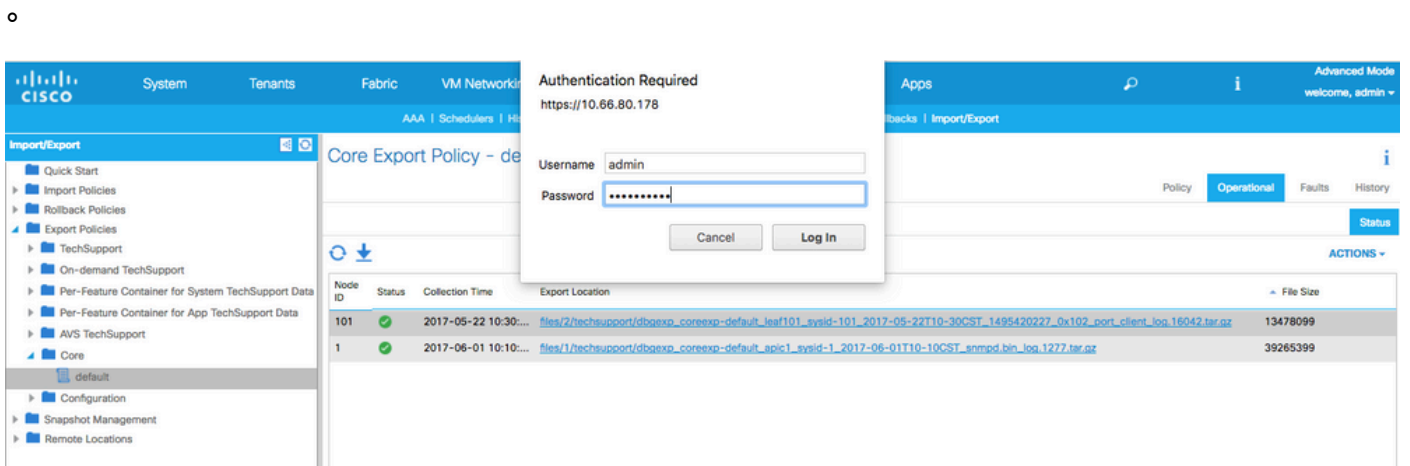 。
CISCO
System Tenants Fabric VM Apps
Advanced Mode
welcome, admin
AAA | Schedulers | | Import/Export
Authentication Required
https://10.66.80.178
Username admin
Password ••••••••••
Cancel Log In
Import/Export
Quick Start
Import Policies
Rollback Policies
Export Policies
TechSupport
On-demand TechSupport
Per-Feature Container for System TechSupport Data
Per-Feature Container for App TechSupport Data
AVS TechSupport
Core
default
Configuration
Snapshot Management
Remote Locations
Core Export Policy - de
i
Policy Operational Faults History
Status
ACTIONS
Node ID Status Collection Time Export Location File Size
101 2017-05-22 10:30:... files/2/techsupport/dbgexp_coreexp-default_leaf101_sysid-101_2017-05-22T10-30CST_1495420227_0x102_port_client_log.16042.tar.gz 13478099
1 2017-06-01 10:10:... files/1/techsupport/dbgexp_coreexp-default_apic1_sysid-1_2017-06-01T10-10CST_snmpd.bin_log.1277.tar.gz 39265399